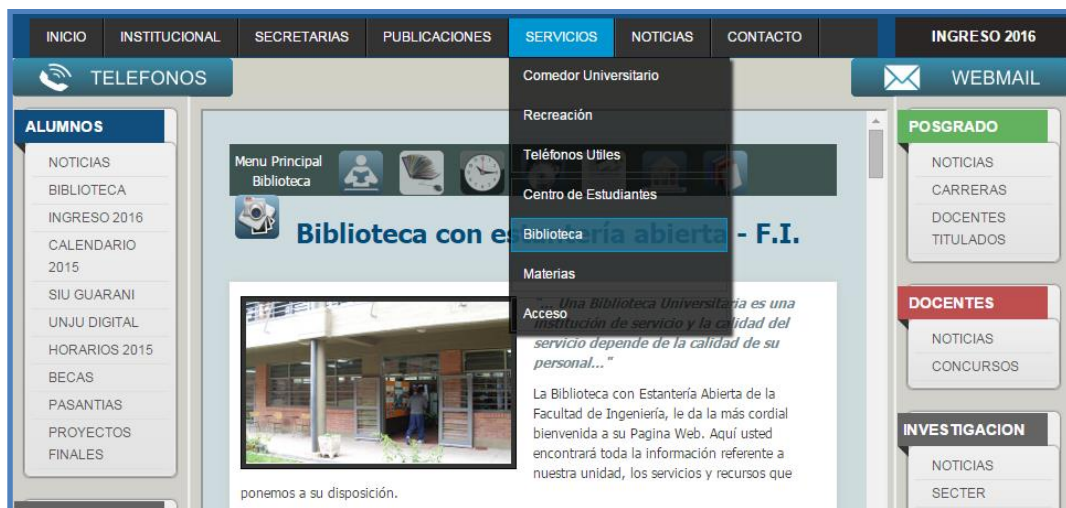 INICIO INSTITUCIONAL SECRETARIAS PUBLICACIONES SERVICIOS NOTICIAS CONTACTO INGRESO 2016
TELEFONOS
WEBMAIL
Comedor Universitario
Recreación
Teléfonos Utiles
Centro de Estudiantes
Biblioteca
Materias
Acceso
ALUMNOS
NOTICIAS
BIBLIOTECA
INGRESO 2016
CALENDARIO
2015
SIU GUARANI
UNJU DIGITAL
HORARIOS 2015
BECAS
PASANTIAS
PROYECTOS
FINALES
Menu Principal
Biblioteca
Biblioteca con estantería abierta - F.I.
"... Una Biblioteca Universitaria es una
institución de servicio y la calidad del
servicio depende de la calidad de su
personal..."
La Biblioteca con Estantería Abierta de la
Facultad de Ingeniería, le da la más cordial
bienvenida a su Pagina Web. Aquí usted
encontrará toda la información referente a
nuestra unidad, los servicios y recursos que
ponemos a su disposición.
POSGRADO
NOTICIAS
CARRERAS
DOCENTES
TITULADOS
DOCENTES
NOTICIAS
CONCURSOS
INVESTIGACION
NOTICIAS
SECTER